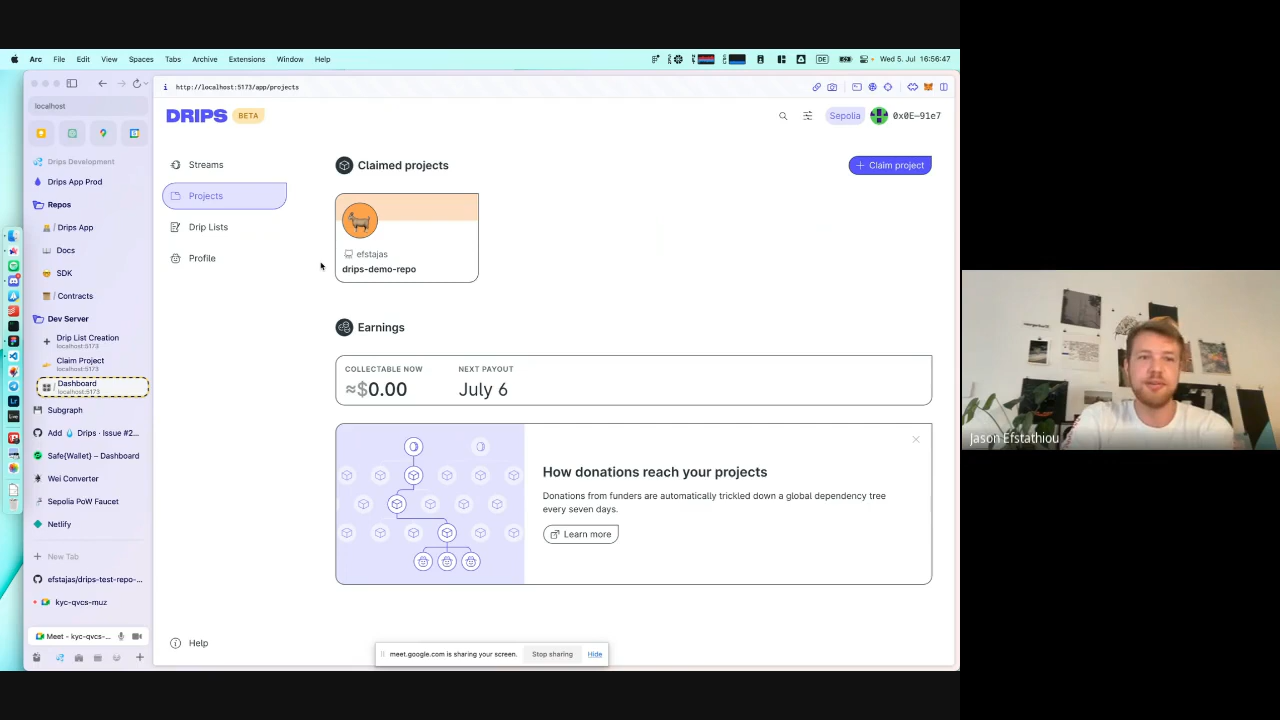 Arc File Edit View Spaces Tabs Archive Extensions Window Help
DE
Wed 5. Jul 16:56:47
http://localhost:5173/app/projects
localhost
Drips Development
Drips App Prod
Repos
/ Drips App
Docs
SDK
/ Contracts
Dev Server
Drip List Creation
localhost:5173
Claim Project
localhost:5173
/ Dashboard
localhost:5173
Subgraph
Add 💧 Drips · Issue #2...
Safe{Wallet} – Dashboard
Wei Converter
Sepolia PoW Faucet
Netlify
New Tab
efstajas/drips-test-repo-...
kyc-qvcs-muz
Meet – kyc-qvcs-...
DRIPS BETA
Sepolia
0x0E–91e7
Streams
Projects
Drip Lists
Profile
Help
Claimed projects
Claim project
efstajas
drips-demo-repo
Earnings
COLLECTABLE NOW
≈$0.00
NEXT PAYOUT
July 6
How donations reach your projects
Donations from funders are automatically trickled down a global dependency tree
every seven days.
Learn more
meet.google.com is sharing your screen.
Stop sharing
Hide
Jason Efstathiou